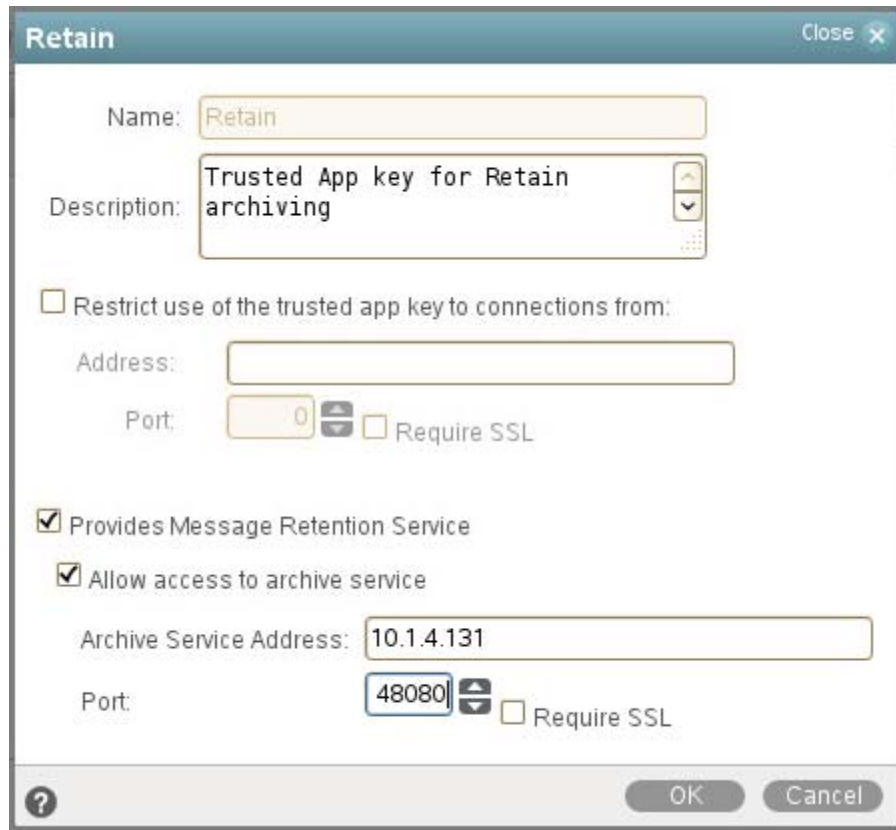 Retain
Close
Name: Retain
Description: Trusted App key for Retain
archiving
Restrict use of the trusted app key to connections from:
Address:
Port: 0 Require SSL
Provides Message Retention Service
Allow access to archive service
Archive Service Address: 10.1.4.131
Port: 48080 Require SSL
OK Cancel